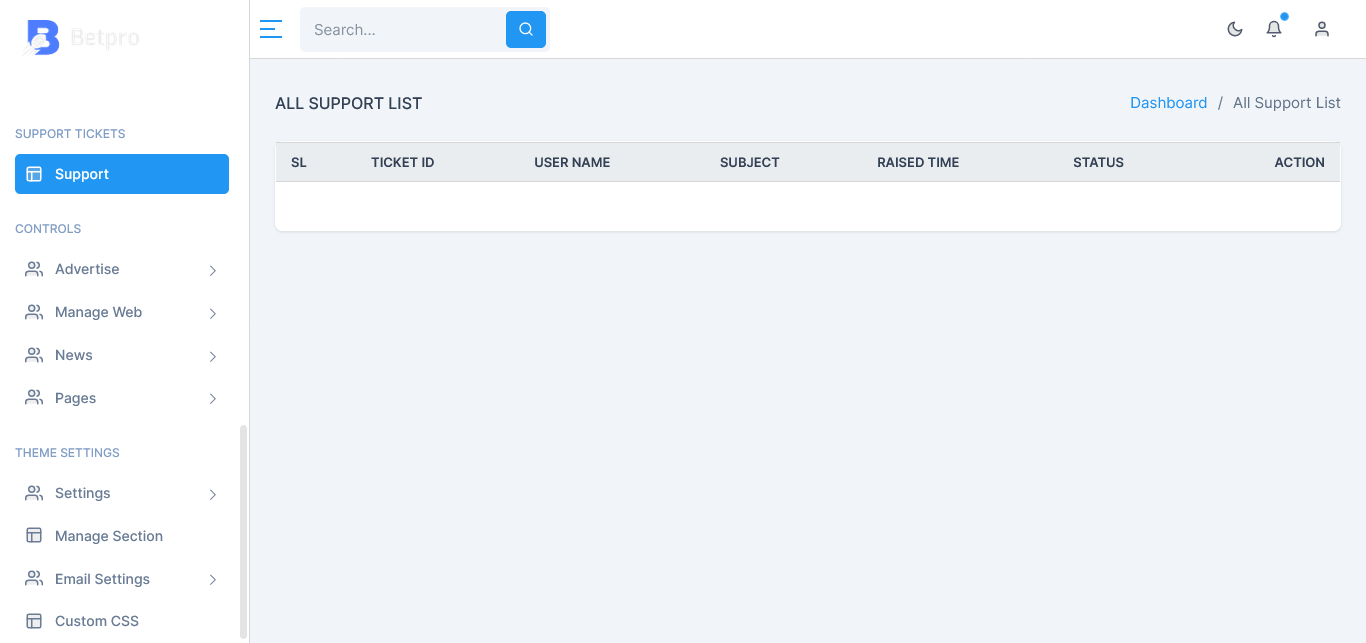 Betpro
Search...
SUPPORT TICKETS
Support
CONTROLS
Advertise
Manage Web
News
Pages
THEME SETTINGS
Settings
Manage Section
Email Settings
Custom CSS
ALL SUPPORT LIST
Dashboard / All Support List
SL TICKET ID USER NAME SUBJECT RAISED TIME STATUS ACTION